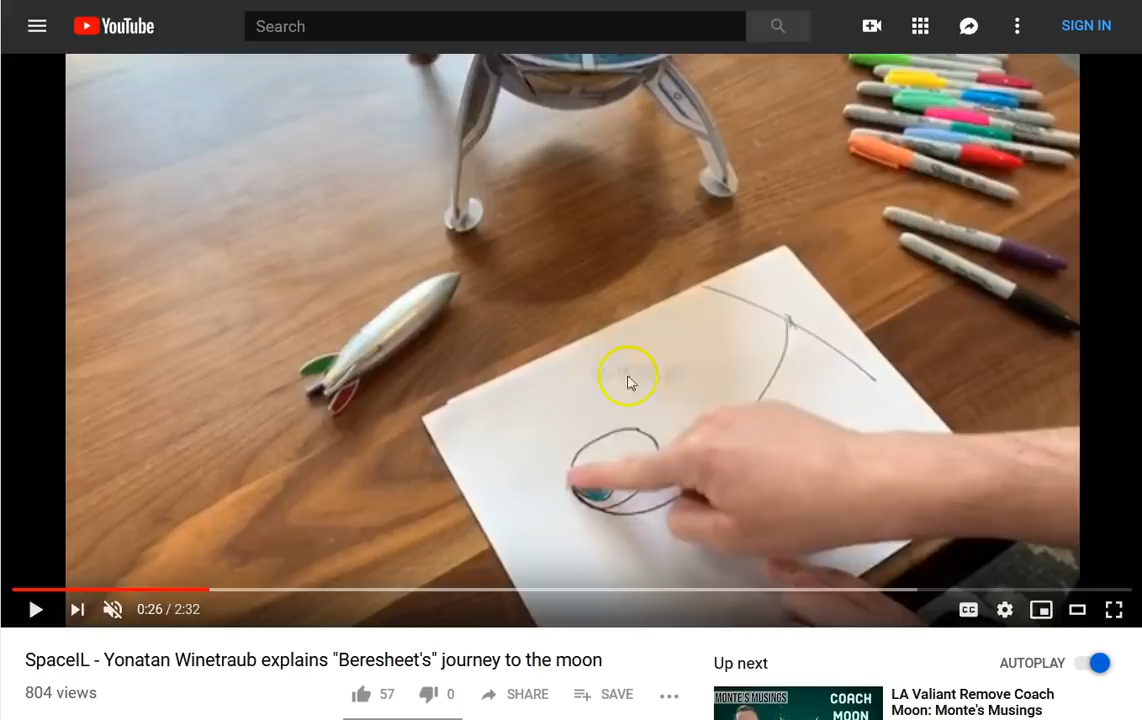 YouTube
Search
SIGN IN
0:26 / 2:32
CC
SpaceIL - Yonatan Winetraub explains "Beresheet's" journey to the moon
804 views
57
0
SHARE
SAVE
Up next
AUTOPLAY
MONTE'S MUSINGS
COACH
MOON
LA Valiant Remove Coach
Moon: Monte's Musings